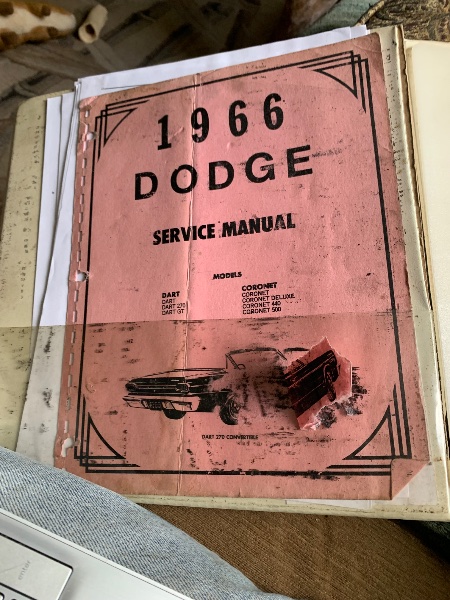 1966
DODGE
SERVICE MANUAL
MODELS
DART
DART
DART 270
DART GT
CORONET
CORONET
CORONET DELUXE
CORONET 440
CORONET 500
DART 270 CONVERTIBLE
enter